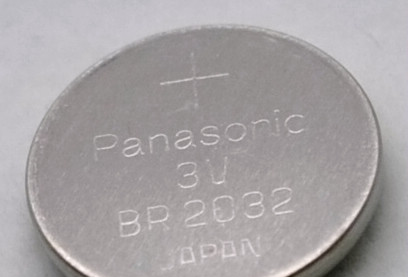 +
Panasonic
3V
BR 2032
JAPAN